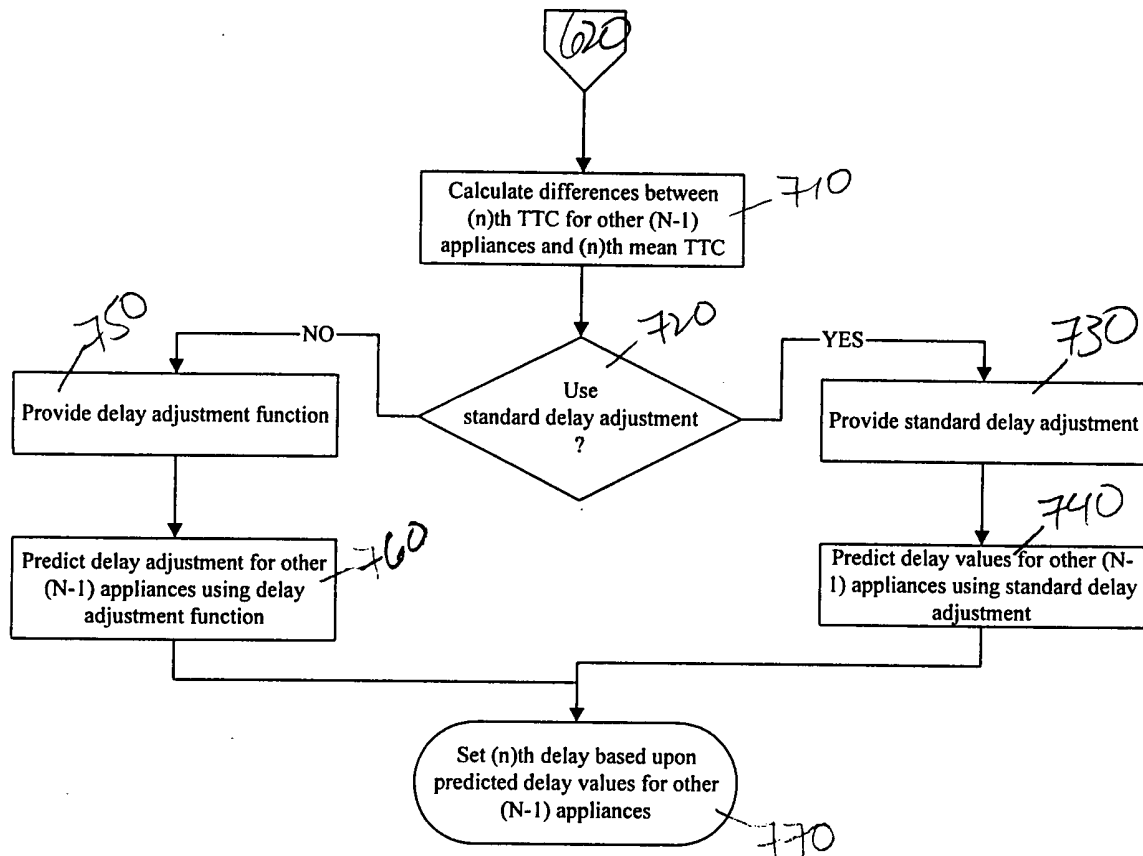 620
Calculate differences between
(n)th TTC for other (N-1)
appliances and (n)th mean TTC
710
750
NO
720
YES
730
Provide delay adjustment function
Use
standard delay adjustment
?
Provide standard delay adjustment
740
Predict delay adjustment for other
(N-1) appliances using delay
adjustment function
760
Predict delay values for other (N-
1) appliances using standard delay
adjustment
Set (n)th delay based upon
predicted delay values for other
(N-1) appliances
770